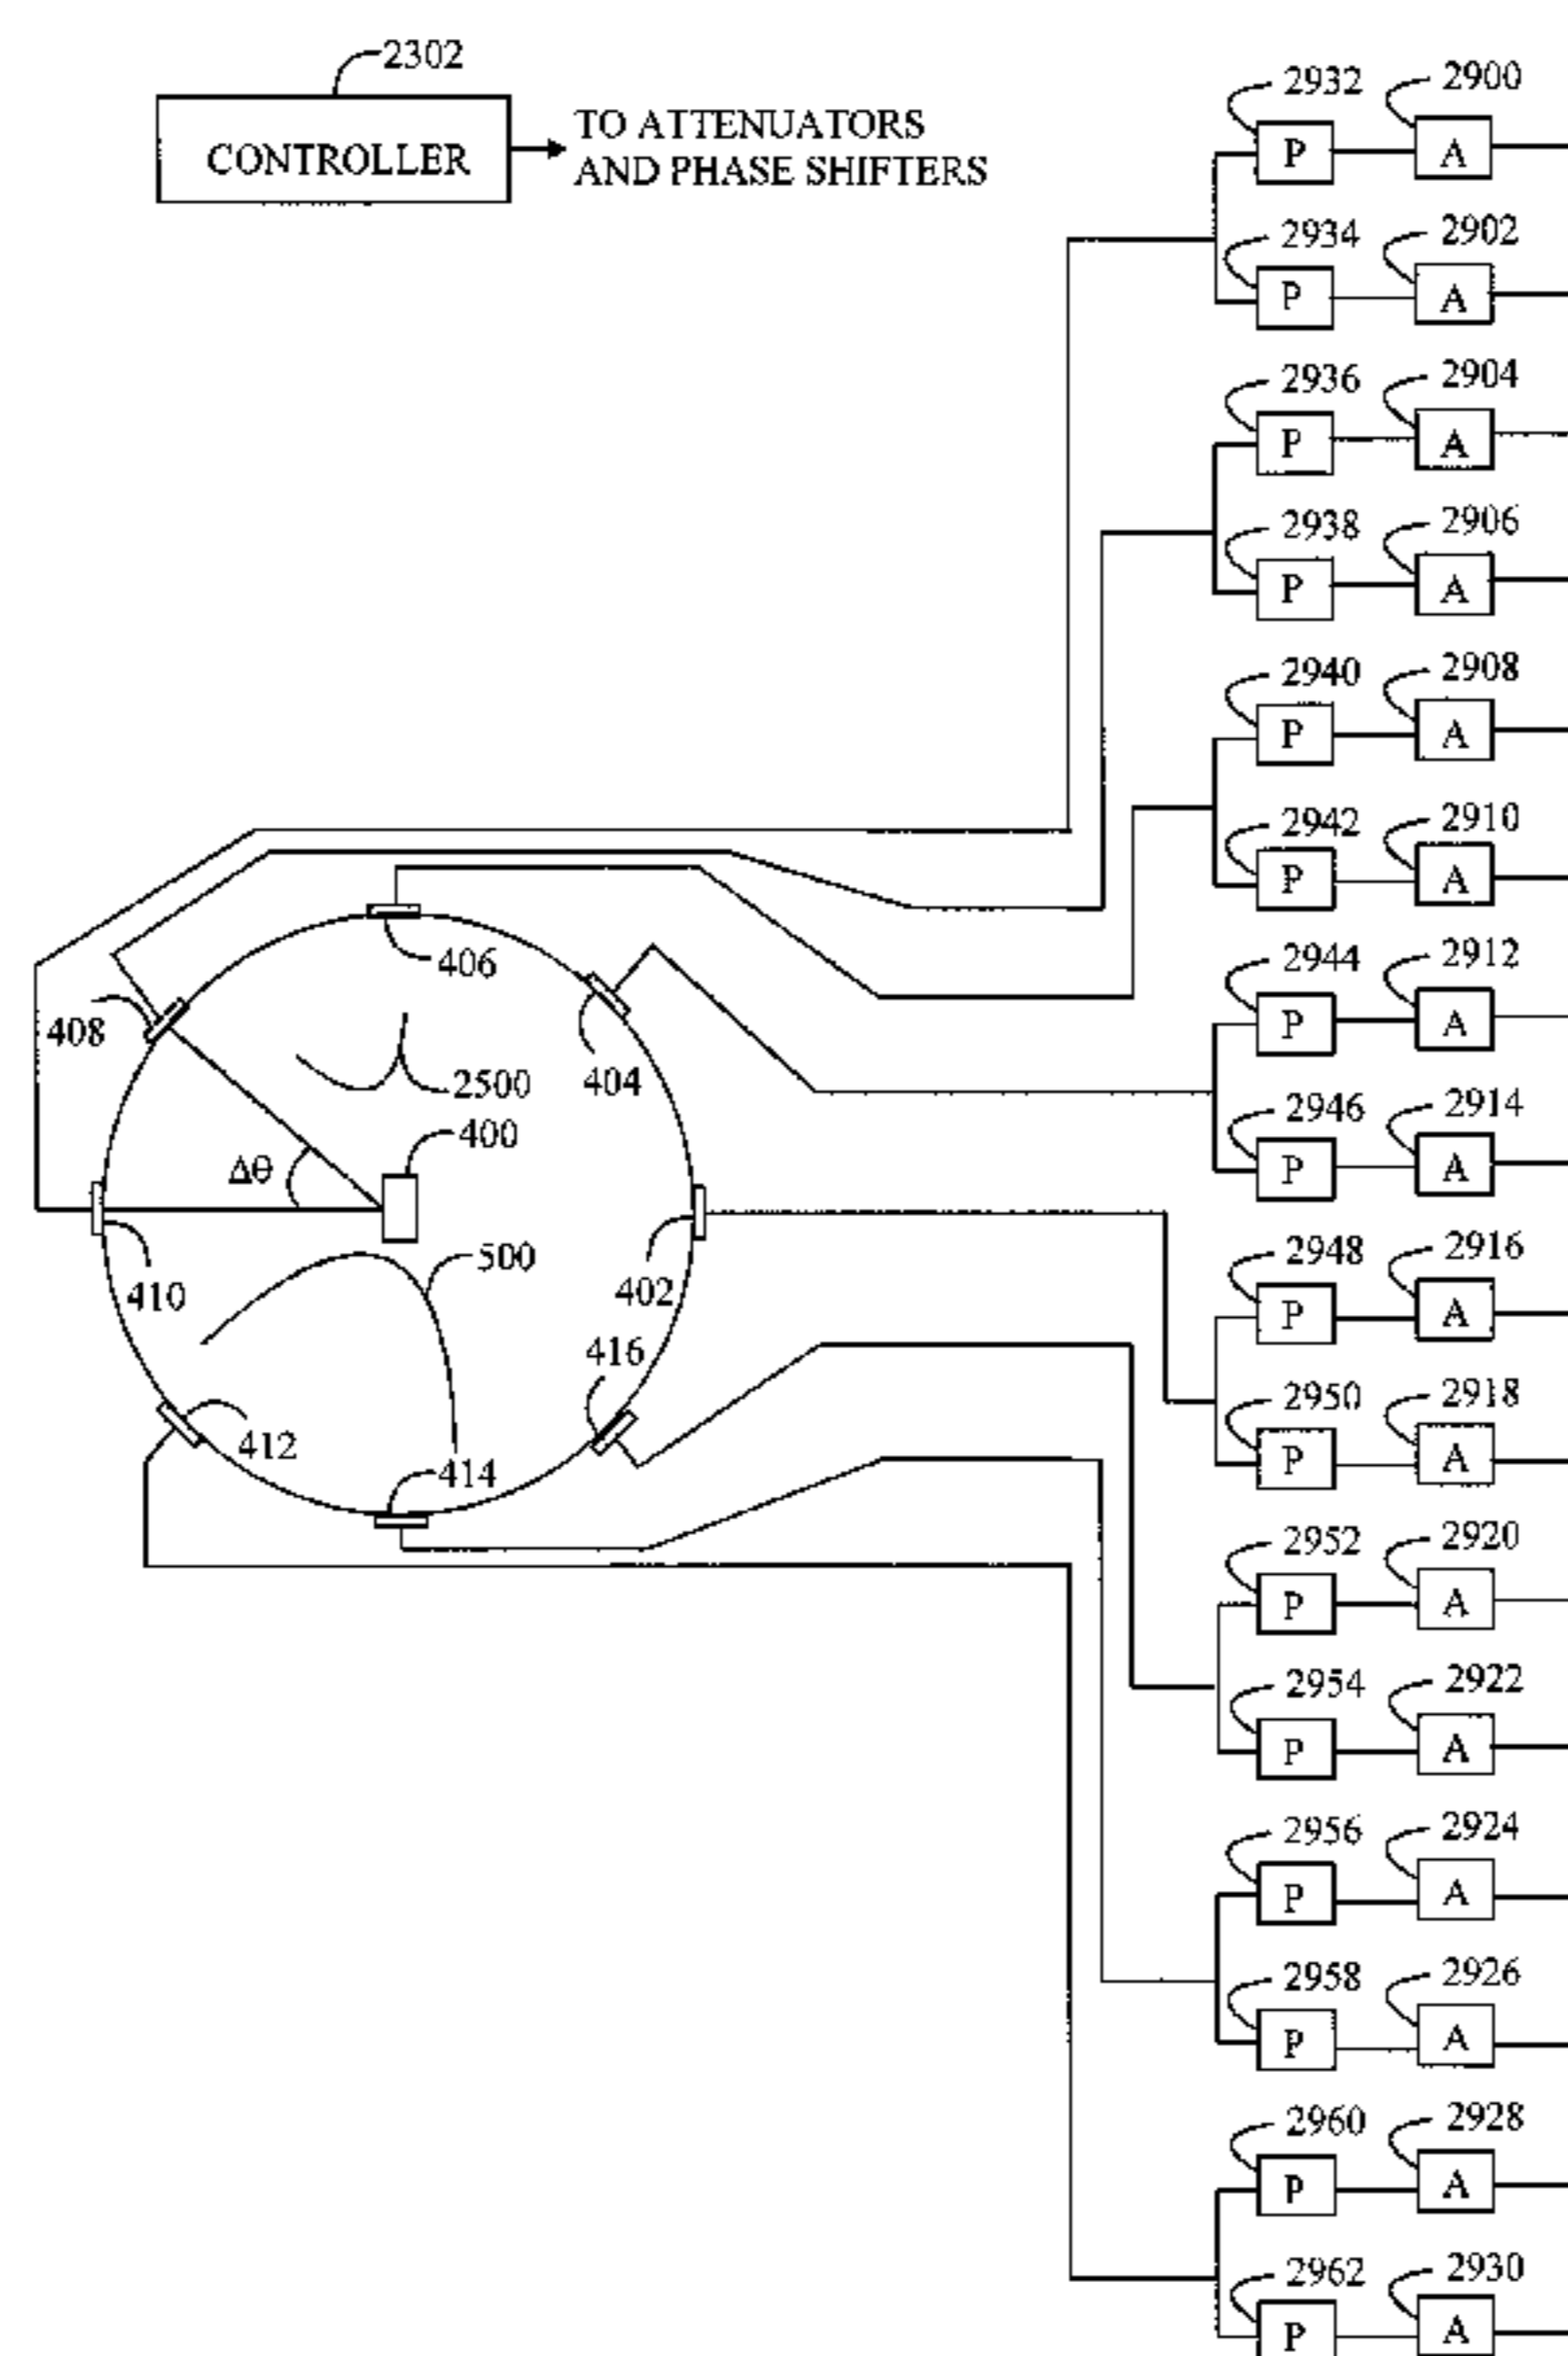 2302
CONTROLLER
TO ATTENUATORS
AND PHASE SHIFTERS
2932
2900
P
A
2934
2902
P
A
2936
2904
P
A
2938
2906
P
A
2940
2908
P
A
2942
2910
P
A
406
2944
2912
P
A
408
404
2500
2946
2914
400
P
A
Δθ
500
2948
2916
410
402
P
A
416
2950
2918
412
P
A
414
2952
2920
P
A
2954
2922
P
A
2956
2924
P
A
2958
2926
P
A
2960
2928
P
A
2962
2930
P
A